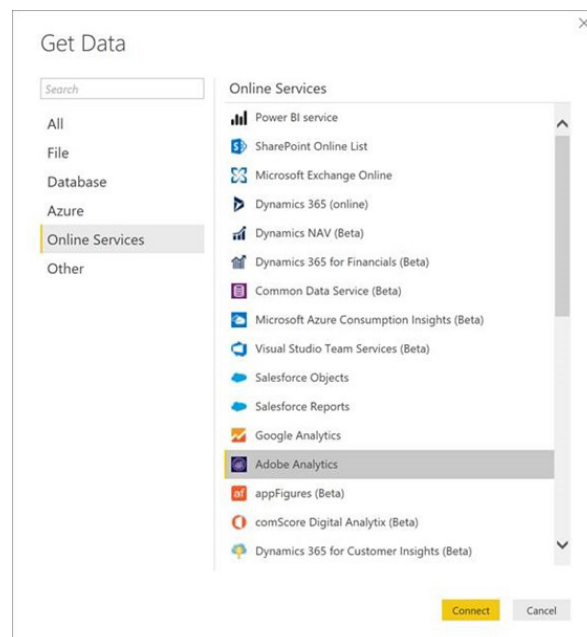 Get Data
Search
All
File
Database
Azure
Online Services
Other
Online Services
Power BI service
SharePoint Online List
Microsoft Exchange Online
Dynamics 365 (online)
Dynamics NAV (Beta)
Dynamics 365 for Financials (Beta)
Common Data Service (Beta)
Microsoft Azure Consumption Insights (Beta)
Visual Studio Team Services (Beta)
Salesforce Objects
Salesforce Reports
Google Analytics
Adobe Analytics
af appFigures (Beta)
comScore Digital Analytix (Beta)
Dynamics 365 for Customer Insights (Beta)
Connect Cancel